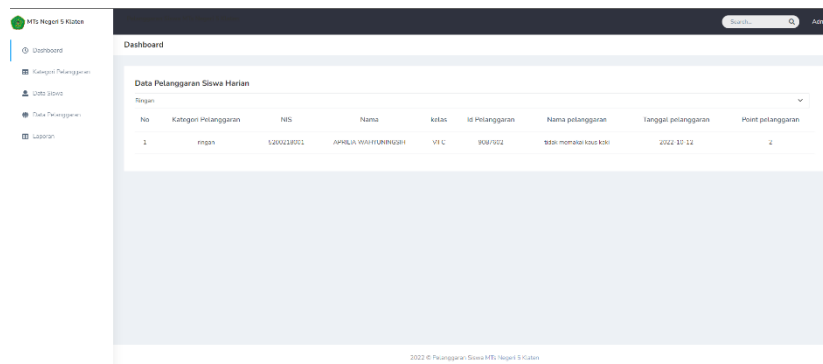 MTs Negeri 5 Klaten
Search...
Adm
Dashboard
Dashboard
Kategori Pelanggaran
Data Siswa
Data Pelanggaran
Laporan
Data Pelanggaran Siswa Harian
Ringan
No Kategori Pelanggaran NIS Nama kelas Id Pelanggaran Nama pelanggaran Tanggal pelanggaran Point pelanggaran
1 ringan 5200218001 APRILIA WAHYUNINGSIH tidak memakai kaus kaki 2022-10-12 2
2022 © Pelanggaran Siswa MTs Negeri 5 Klaten